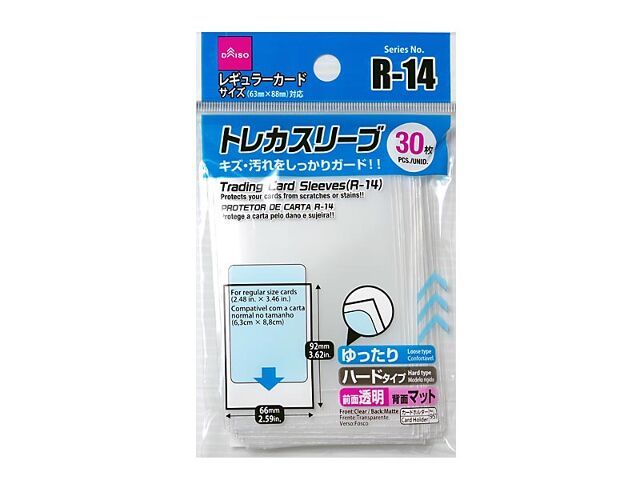 DAISO
Series No.
R-14
レギュラーカード
サイズ(63㎜×88㎜)対応
トレカスリーブ
30枚
PCS./UNID.
キズ・汚れをしっかりガード!!
Trading Card Sleeves(R-14)
Protects your cards from scratches or stains!!
PROTETOR DE CARTA R-14
Protege a carta pelo dano e sujeira!!
For regular size cards
(2.48 in. × 3.46 in.)
Compatível com a carta
normal no tamanho
(6,3cm × 8,8cm)
92mm
3.62in.
66mm
2.59in.
ゆったり
Loose type
Confortável
ハードタイプ
Hard type
Modelo rígido
前面透明 背面マット
Front:Clear / Back:Matte
Frente:Transparente
Verso:Fosco
カードホルダー
Card Holder